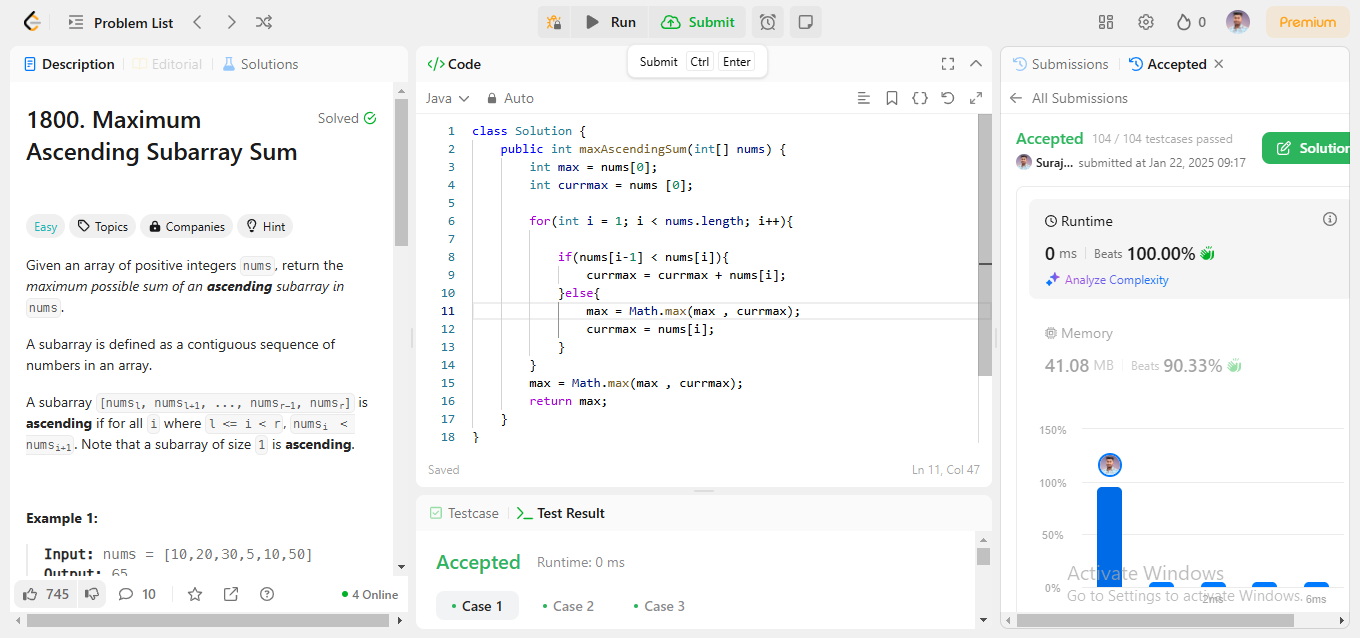 Problem List
Run
Submit
0
Premium
Submit Ctrl Enter
Description
Editorial
Solutions
1800. Maximum
Ascending Subarray Sum
Solved
Easy
Topics
Companies
Hint
Given an array of positive integers nums, return the
maximum possible sum of an ascending subarray in
nums.
A subarray is defined as a contiguous sequence of
numbers in an array.
A subarray [numsl, numsl+1, ..., numsr-1, numsr] is
ascending if for all i where l <= i < r, numsi <
numsi+1. Note that a subarray of size 1 is ascending.
Example 1:
Input: nums = [10,20,30,5,10,50]
Output: 65
745
10
4 Online
</> Code
Java
Auto
1 class Solution {
2 public int maxAscendingSum(int[] nums) {
3 int max = nums[0];
4 int currmax = nums [0];
5
6 for(int i = 1; i < nums.length; i++){
7
8 if(nums[i-1] < nums[i]){
9 currmax = currmax + nums[i];
10 }else{
11 max = Math.max(max , currmax);
12 currmax = nums[i];
13 }
14 }
15 max = Math.max(max , currmax);
16 return max;
17 }
18 }
Saved
Ln 11, Col 47
Testcase
Test Result
Accepted
Runtime: 0 ms
Case 1
Case 2
Case 3
Submissions
Accepted
All Submissions
Accepted 104 / 104 testcases passed
Suraj... submitted at Jan 22, 2025 09:17
Solution
Runtime
0 ms Beats 100.00%
Analyze Complexity
Memory
41.08 MB Beats 90.33%
150%
100%
50%
0%
2ms
6ms
Activate Windows
Go to Settings to activate Windows.